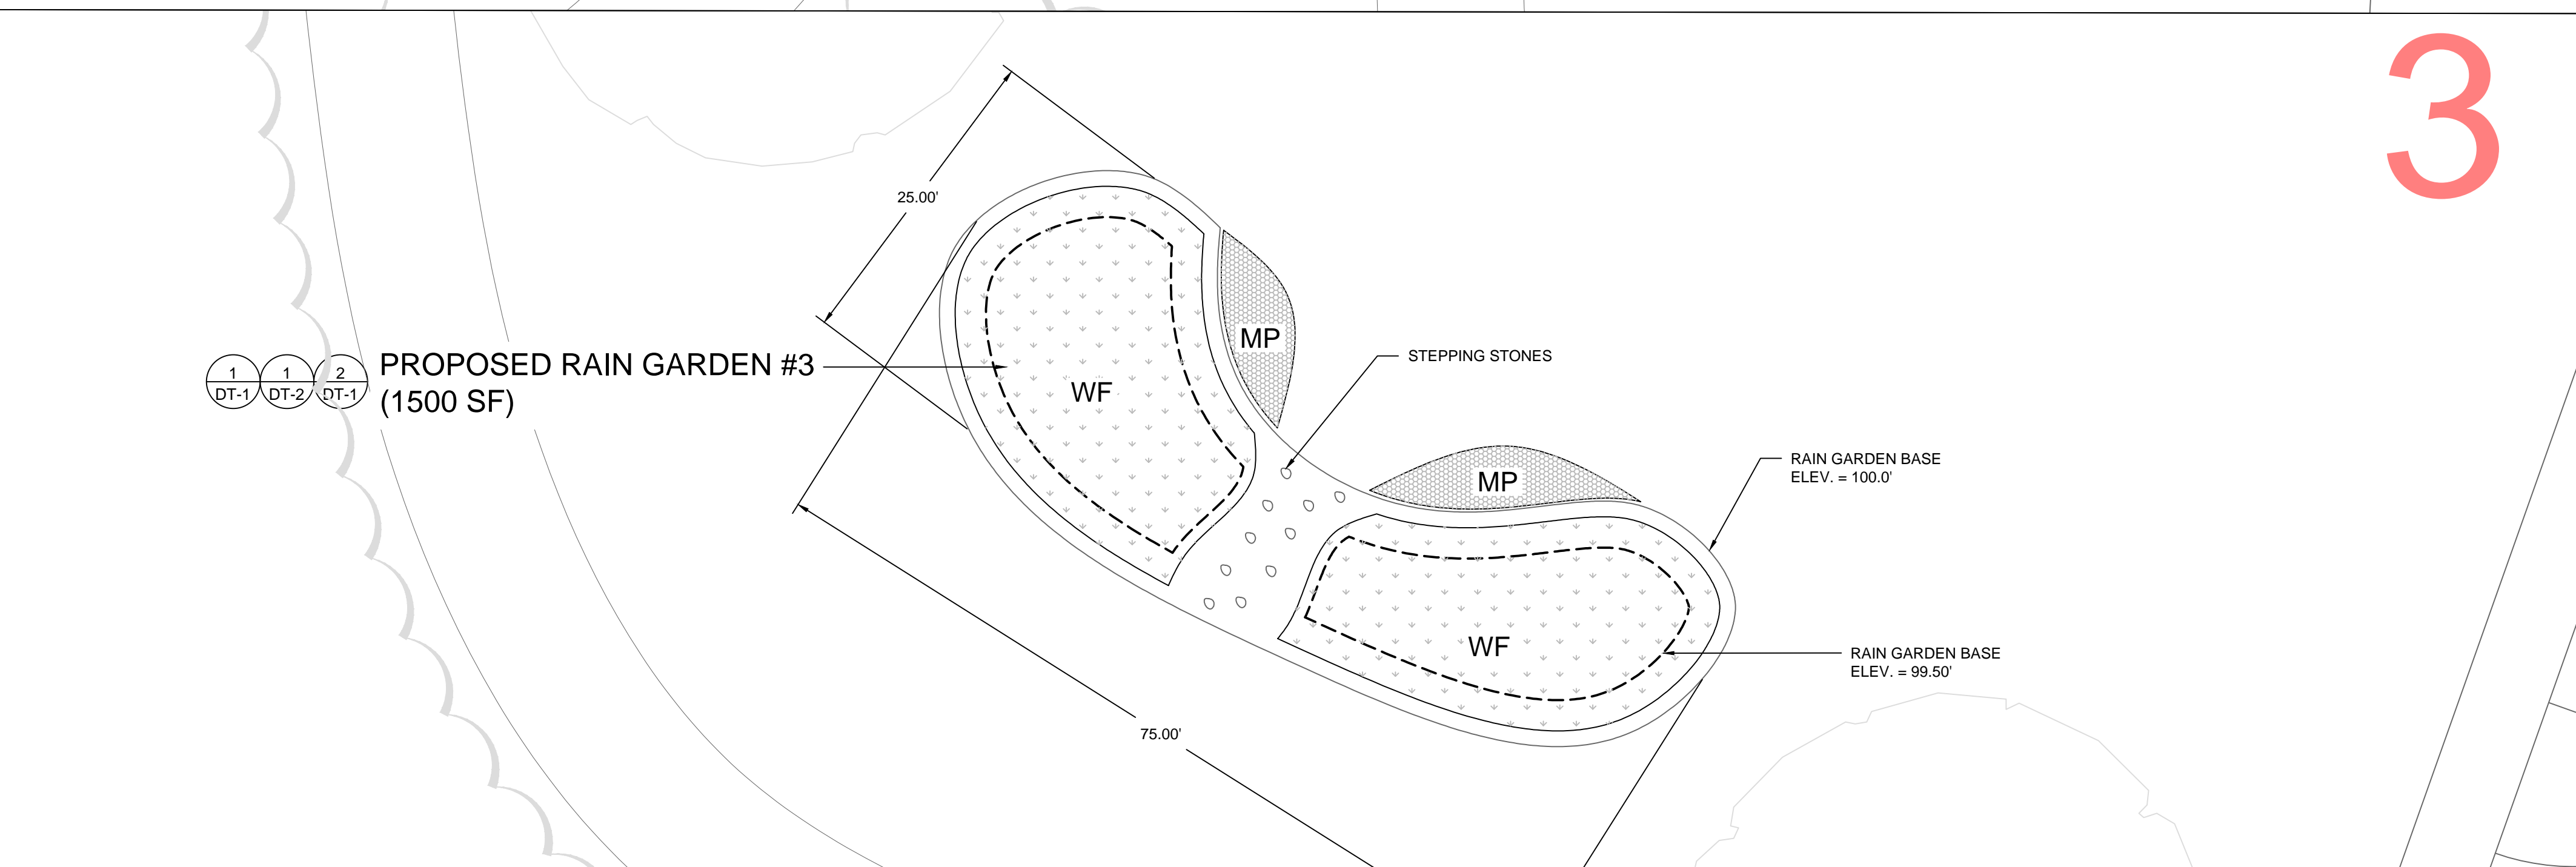 3
25.00'
MP
STEPPING STONES
1 1 2
DT-1 DT-2 DT-1
PROPOSED RAIN GARDEN #3
(1500 SF)
WF
RAIN GARDEN BASE
ELEV. = 100.0'
MP
WF
RAIN GARDEN BASE
ELEV. = 99.50'
75.00'